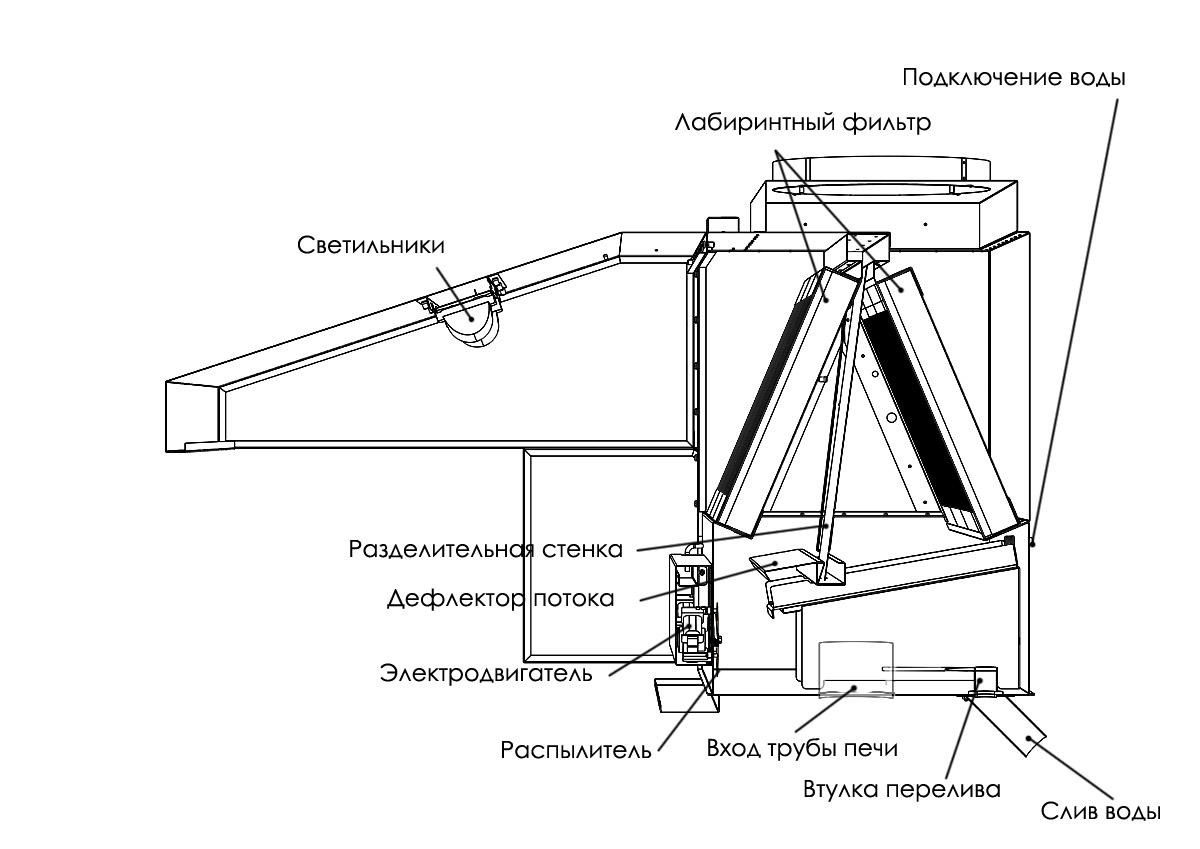 Подключение воды
Лабиринтный фильтр
Светильники
Разделительная стенка
Дефлектор потока
Электродвигатель
Распылитель
Вход трубы печи
Втулка перелива
Слив воды